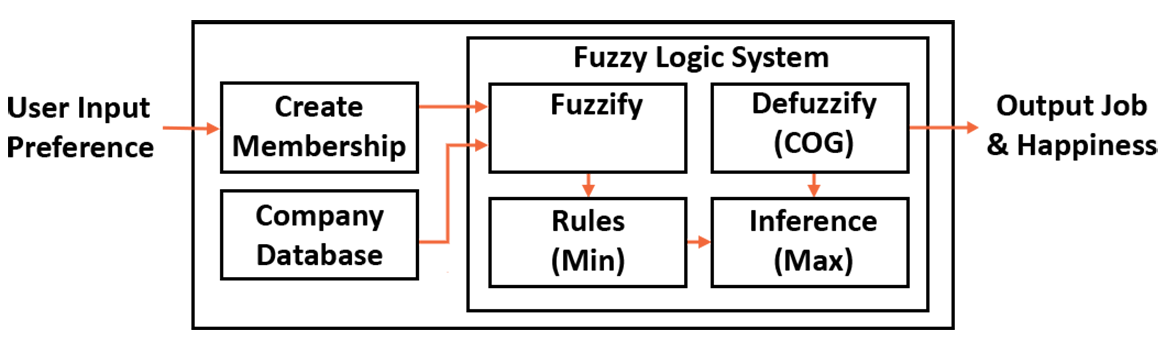 User Input
Preference
Create
Membership
Company
Database
Fuzzy Logic System
Fuzzify
Defuzzify
(COG)
Rules
(Min)
Inference
(Max)
Output Job
& Happiness